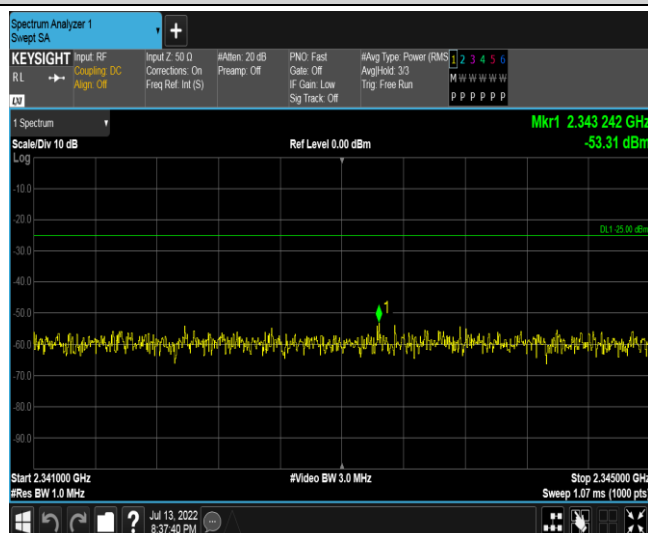 Spectrum Analyzer 1
Swept SA
KEYSIGHT Input: RF Input Z: 50 Ω #Atten: 20 dB PNO: Fast #Avg Type: Power (RMS 1 2 3 4 5 6
RL Coupling: DC Corrections: On Preamp: Off Gate: Off Avg|Hold: 3/3 M W W W W W
Align: Off Freq Ref: Int (S) IF Gain: Low Trig: Free Run
Sig Track: Off P P P P P P
LXI
1 Spectrum Mkr1 2.343 242 GHz
Scale/Div 10 dB Ref Level 0.00 dBm -53.31 dBm
Log
-10.0
-20.0
DL1 -25.00 dBm
-30.0
-40.0
1
-50.0
-60.0
-70.0
-80.0
-90.0
Start 2.341000 GHz #Video BW 3.0 MHz Stop 2.345000 GHz
#Res BW 1.0 MHz Sweep 1.07 ms (1000 pts)
? Jul 13, 2022
8:37:40 PM